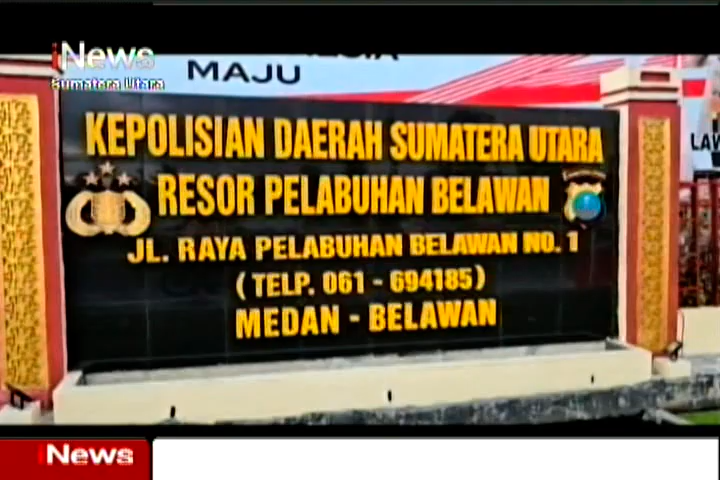 iNews
Sumatera Utara
MAJU
KEPOLISIAN DAERAH SUMATERA UTARA
RESOR PELABUHAN BELAWAN
JL. RAYA PELABUHAN BELAWAN NO. 1
( TELP. 061 - 694185 )
MEDAN - BELAWAN
iNews